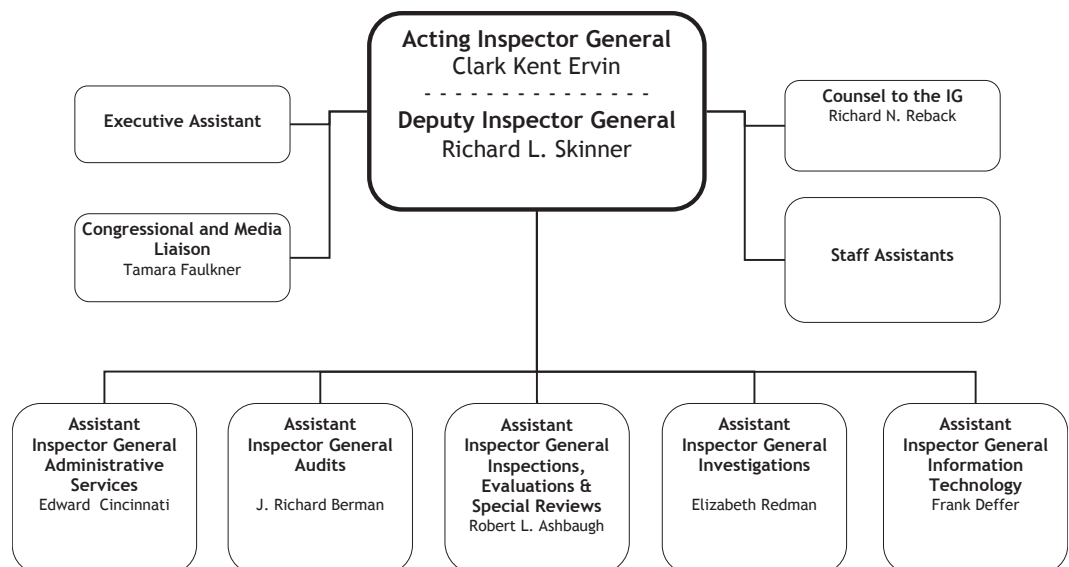 Acting Inspector General
Clark Kent Ervin
- - - - - - - - - - - - - - -
Deputy Inspector General
Richard L. Skinner
Executive Assistant
Counsel to the IG
Richard N. Reback
Congressional and Media
Liaison
Tamara Faulkner
Staff Assistants
Assistant
Inspector General
Administrative
Services
Edward Cincinnati
Assistant
Inspector General
Audits
J. Richard Berman
Assistant
Inspector General
Inspections,
Evaluations &
Special Reviews
Robert L. Ashbaugh
Assistant
Inspector General
Investigations
Elizabeth Redman
Assistant
Inspector General
Information
Technology
Frank Deffer